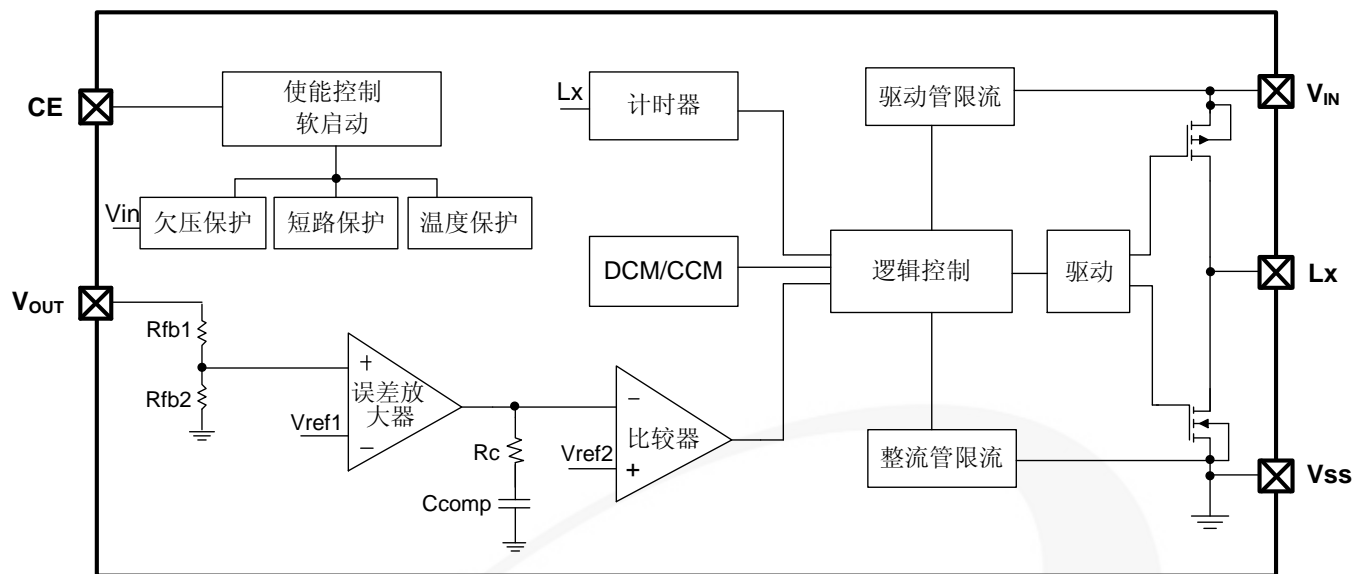 CE
使能控制
软启动
Lx
计时器
驱动管限流
VIN
Vin
欠压保护
短路保护
温度保护
DCM/CCM
逻辑控制
驱动
Lx
VOUT
Rfb1
Rfb2
+
误差放
大器
−
Vref1
Rc
Ccomp
−
比较器
+
Vref2
整流管限流
Vss